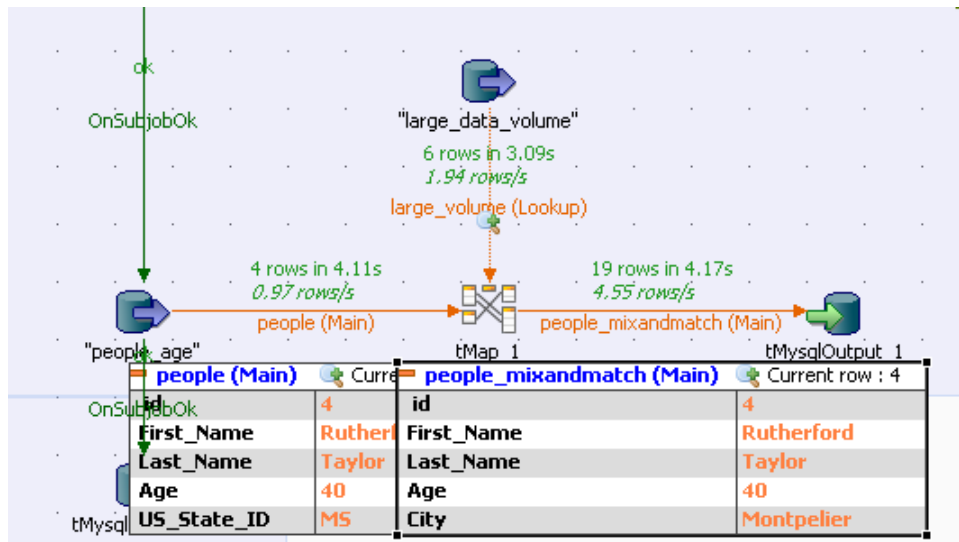 ok
OnSubjobOk
"large_data_volume"
6 rows in 3.09s
1.94 rows/s
large_volume (Lookup)
4 rows in 4.11s
0.97 rows/s
people (Main)
19 rows in 4.17s
4.55 rows/s
people_mixandmatch (Main)
"people_age"
tMap_1
tMysqlOutput_1
OnSubjobOk
tMysql
people (Main)
id 4
First_Name
Last_Name Taylor
Age 40
US_State_ID MS
people_mixandmatch (Main) Current row : 4
id 4
First_Name Rutherford
Last_Name Taylor
Age 40
City Montpelier